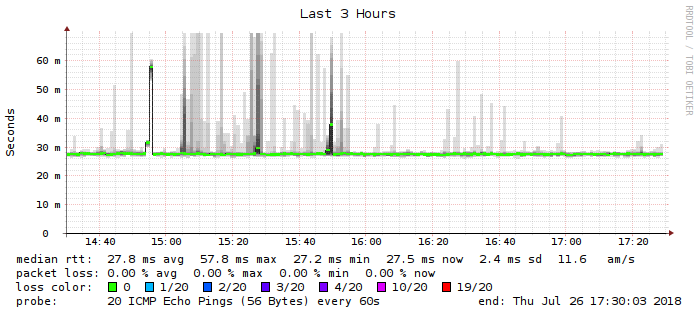 Last 3 Hours
RRDTOOL / TOBI OETIKER
Seconds
60 m
50 m
40 m
30 m
20 m
10 m
0
14:40 15:00 15:20 15:40 16:00 16:20 16:40 17:00 17:20
median rtt: 27.8 ms avg 57.8 ms max 27.2 ms min 27.5 ms now 2.4 ms sd 11.6 am/s
packet loss: 0.00 % avg 0.00 % max 0.00 % min 0.00 % now
loss color: 0 1/20 2/20 3/20 4/20 10/20 19/20
probe: 20 ICMP Echo Pings (56 Bytes) every 60s end: Thu Jul 26 17:30:03 2018